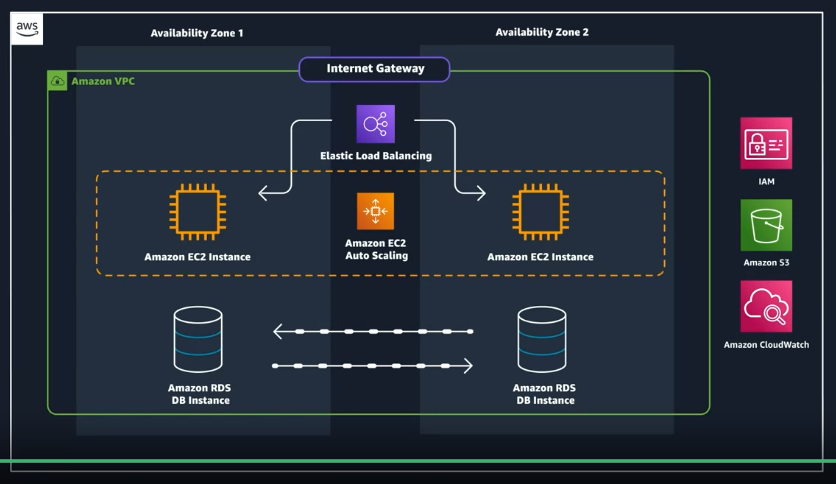 aws
Availability Zone 1
Availability Zone 2
Internet Gateway
Amazon VPC
Elastic Load Balancing
Amazon EC2 Instance
Amazon EC2
Auto Scaling
Amazon EC2 Instance
Amazon RDS
DB Instance
Amazon RDS
DB Instance
IAM
Amazon S3
Amazon CloudWatch